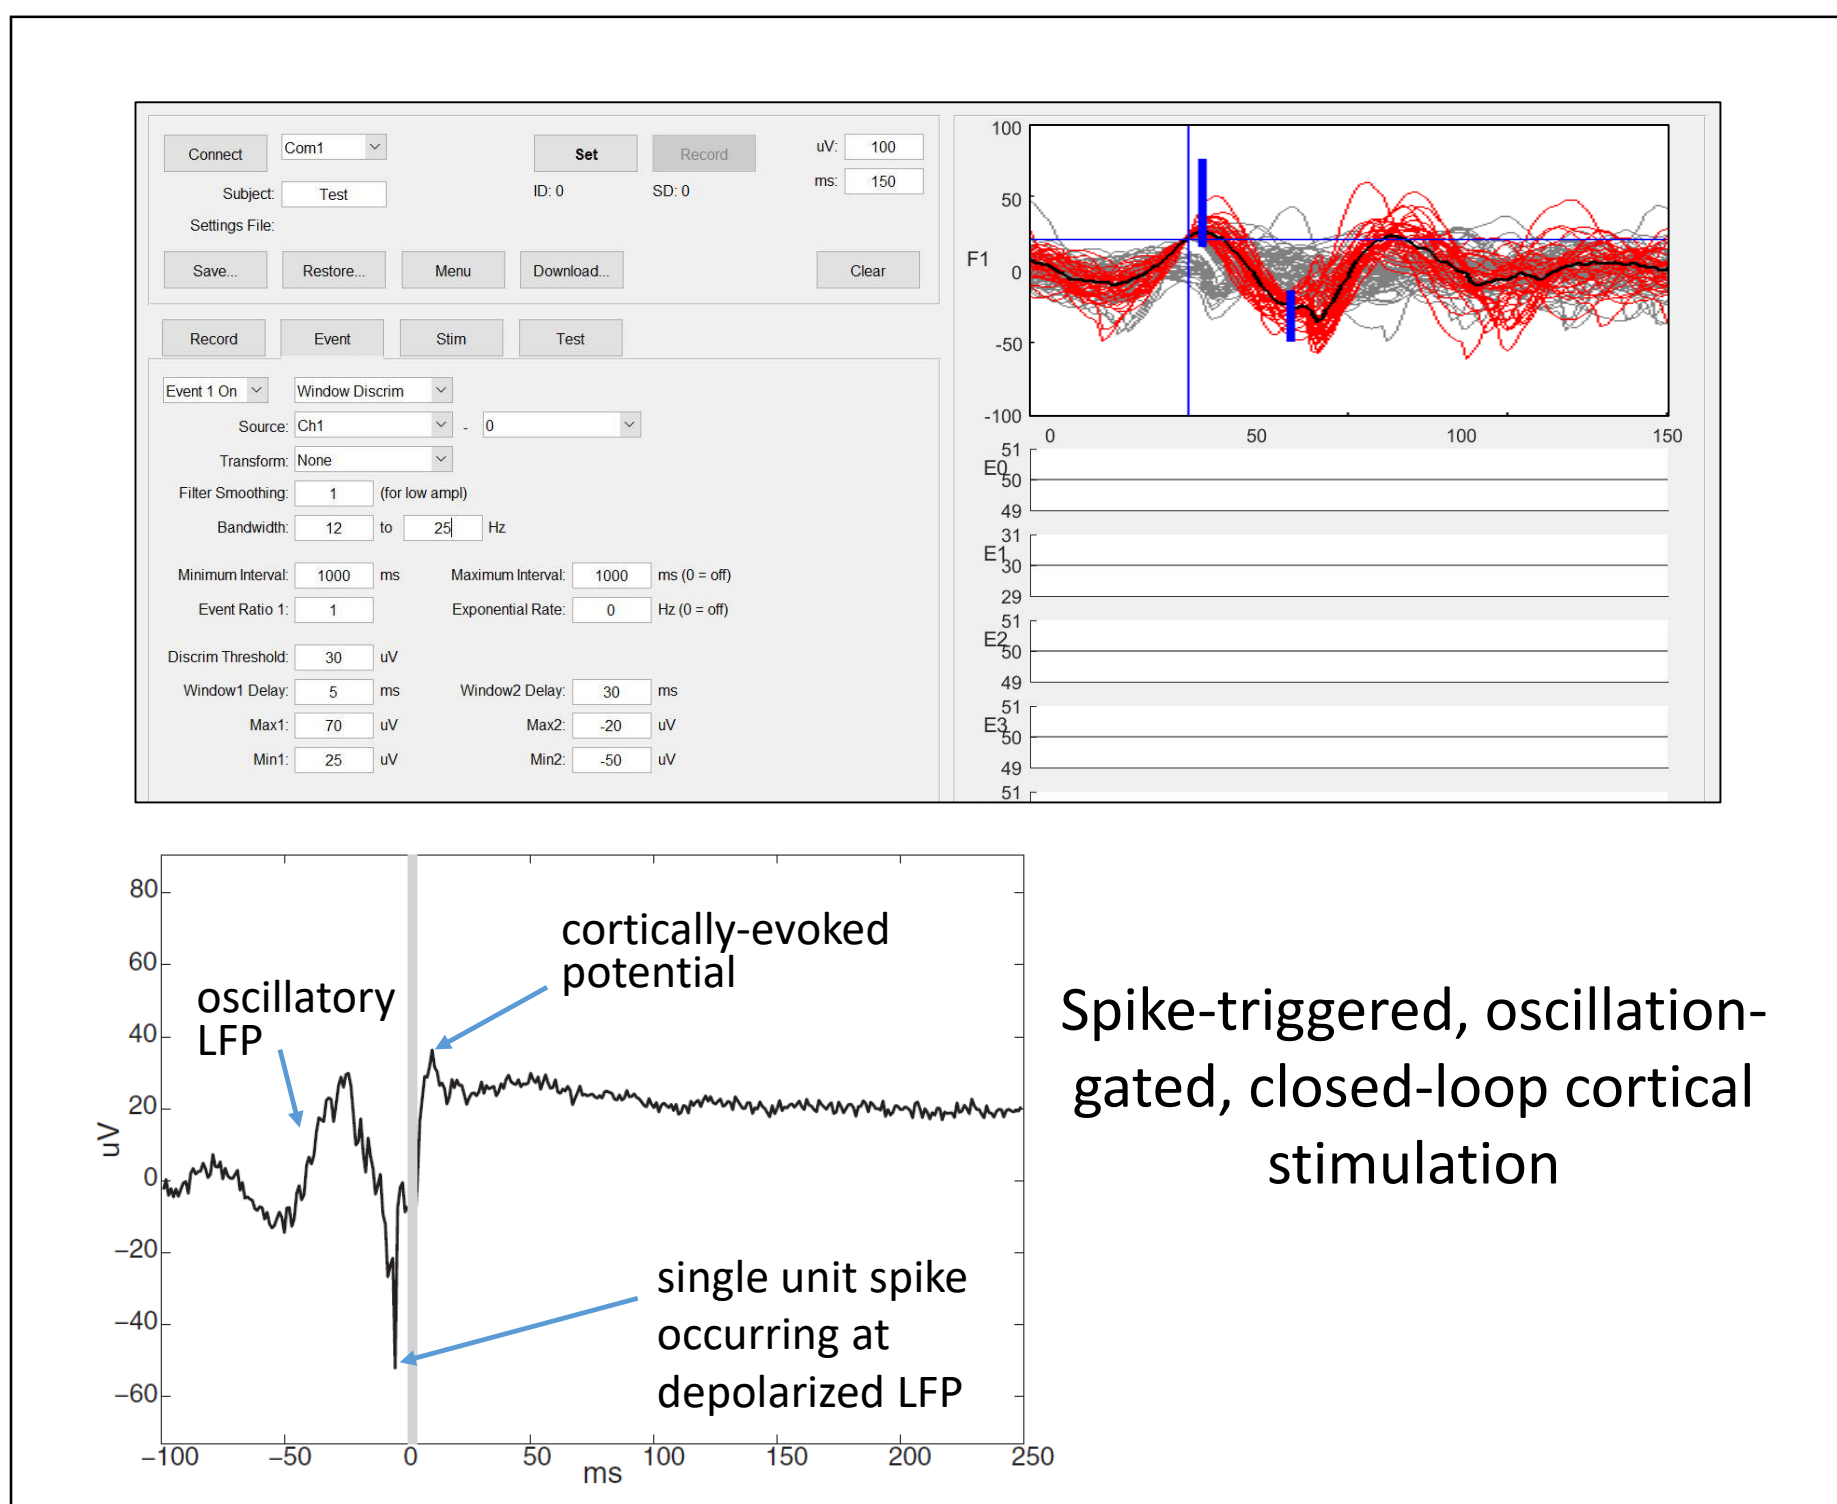 Connect Com1 Set Record uV: 100
Subject: Test ID: 0 SD: 0 ms: 150
Settings File:
Save... Restore... Menu Download... Clear
Record Event Stim Test
Event 1 On Window Discrim
Source: Ch1 - 0
Transform: None
Filter Smoothing: 1 (for low ampl)
Bandwidth: 12 to 25 Hz
Minimum Interval: 1000 ms Maximum Interval: 1000 ms (0 = off)
Event Ratio 1: 1 Exponential Rate: 0 Hz (0 = off)
Discrim Threshold: 30 uV
Window1 Delay: 5 ms Window2 Delay: 30 ms
Max1: 70 uV Max2: -20 uV
Min1: 25 uV Min2: -50 uV
100
50
F1 0
-50
-100
0 50 100 150
51
E0 50
49
31
E1 30
29
51
E2 50
49
51
E3 50
49
51
80
60
40
20
0
−20
−40
−60
uV
−100 −50 0 50 100 150 200 250
ms
oscillatory
LFP
cortically-evoked
potential
single unit spike
occurring at
depolarized LFP
Spike-triggered, oscillation-
gated, closed-loop cortical
stimulation